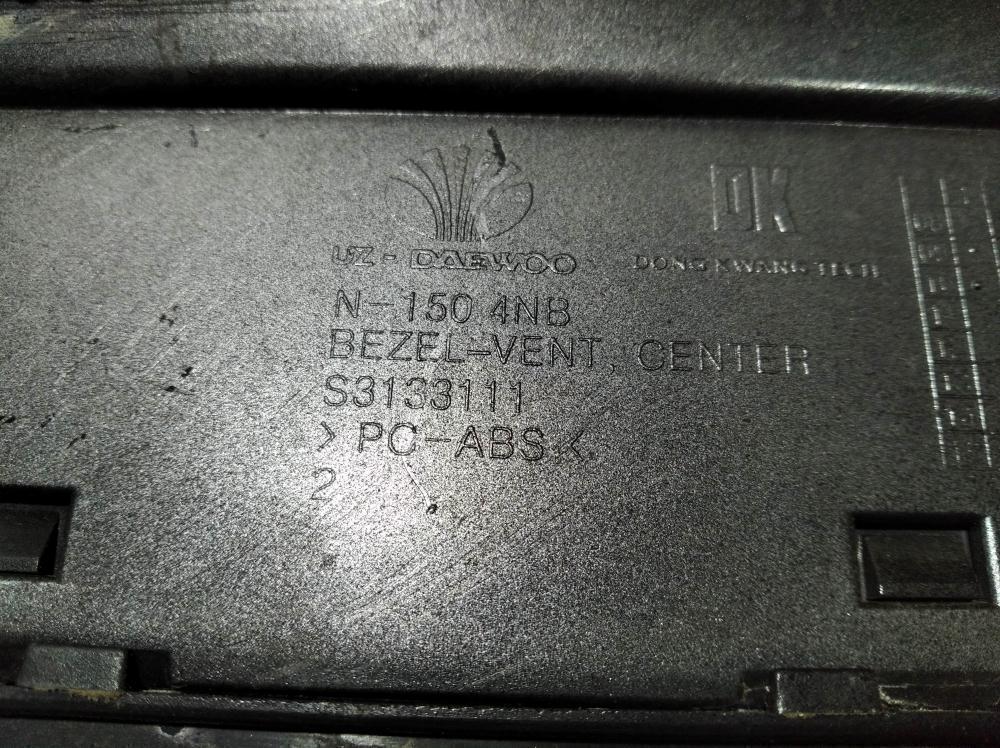 UZ - DAEWOO
DONG KWANG TECH
N-150 4NB
BEZEL-VENT, CENTER
S3133111
> PC-ABS <
2